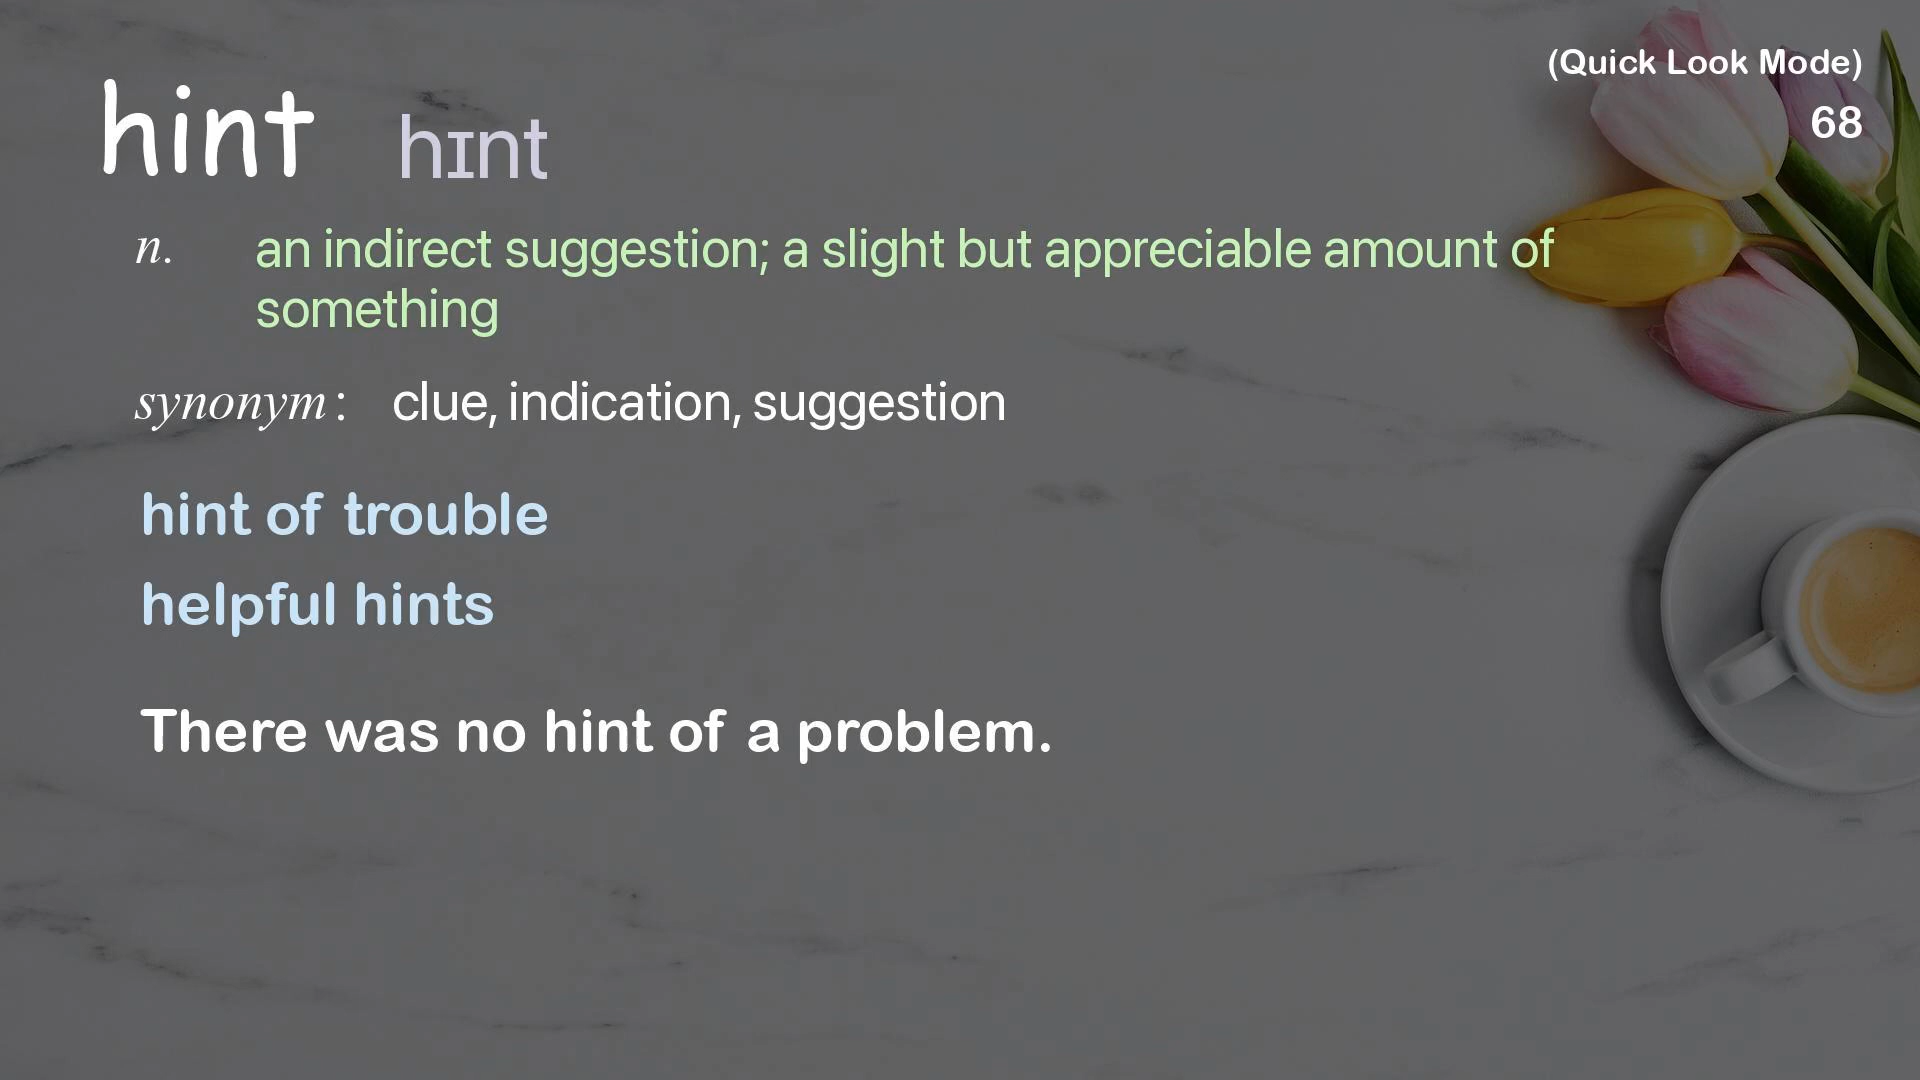 (Quick Look Mode)
68
hint hɪnt
n. an indirect suggestion; a slight but appreciable amount of
something
synonym : clue, indication, suggestion
hint of trouble
helpful hints
There was no hint of a problem.